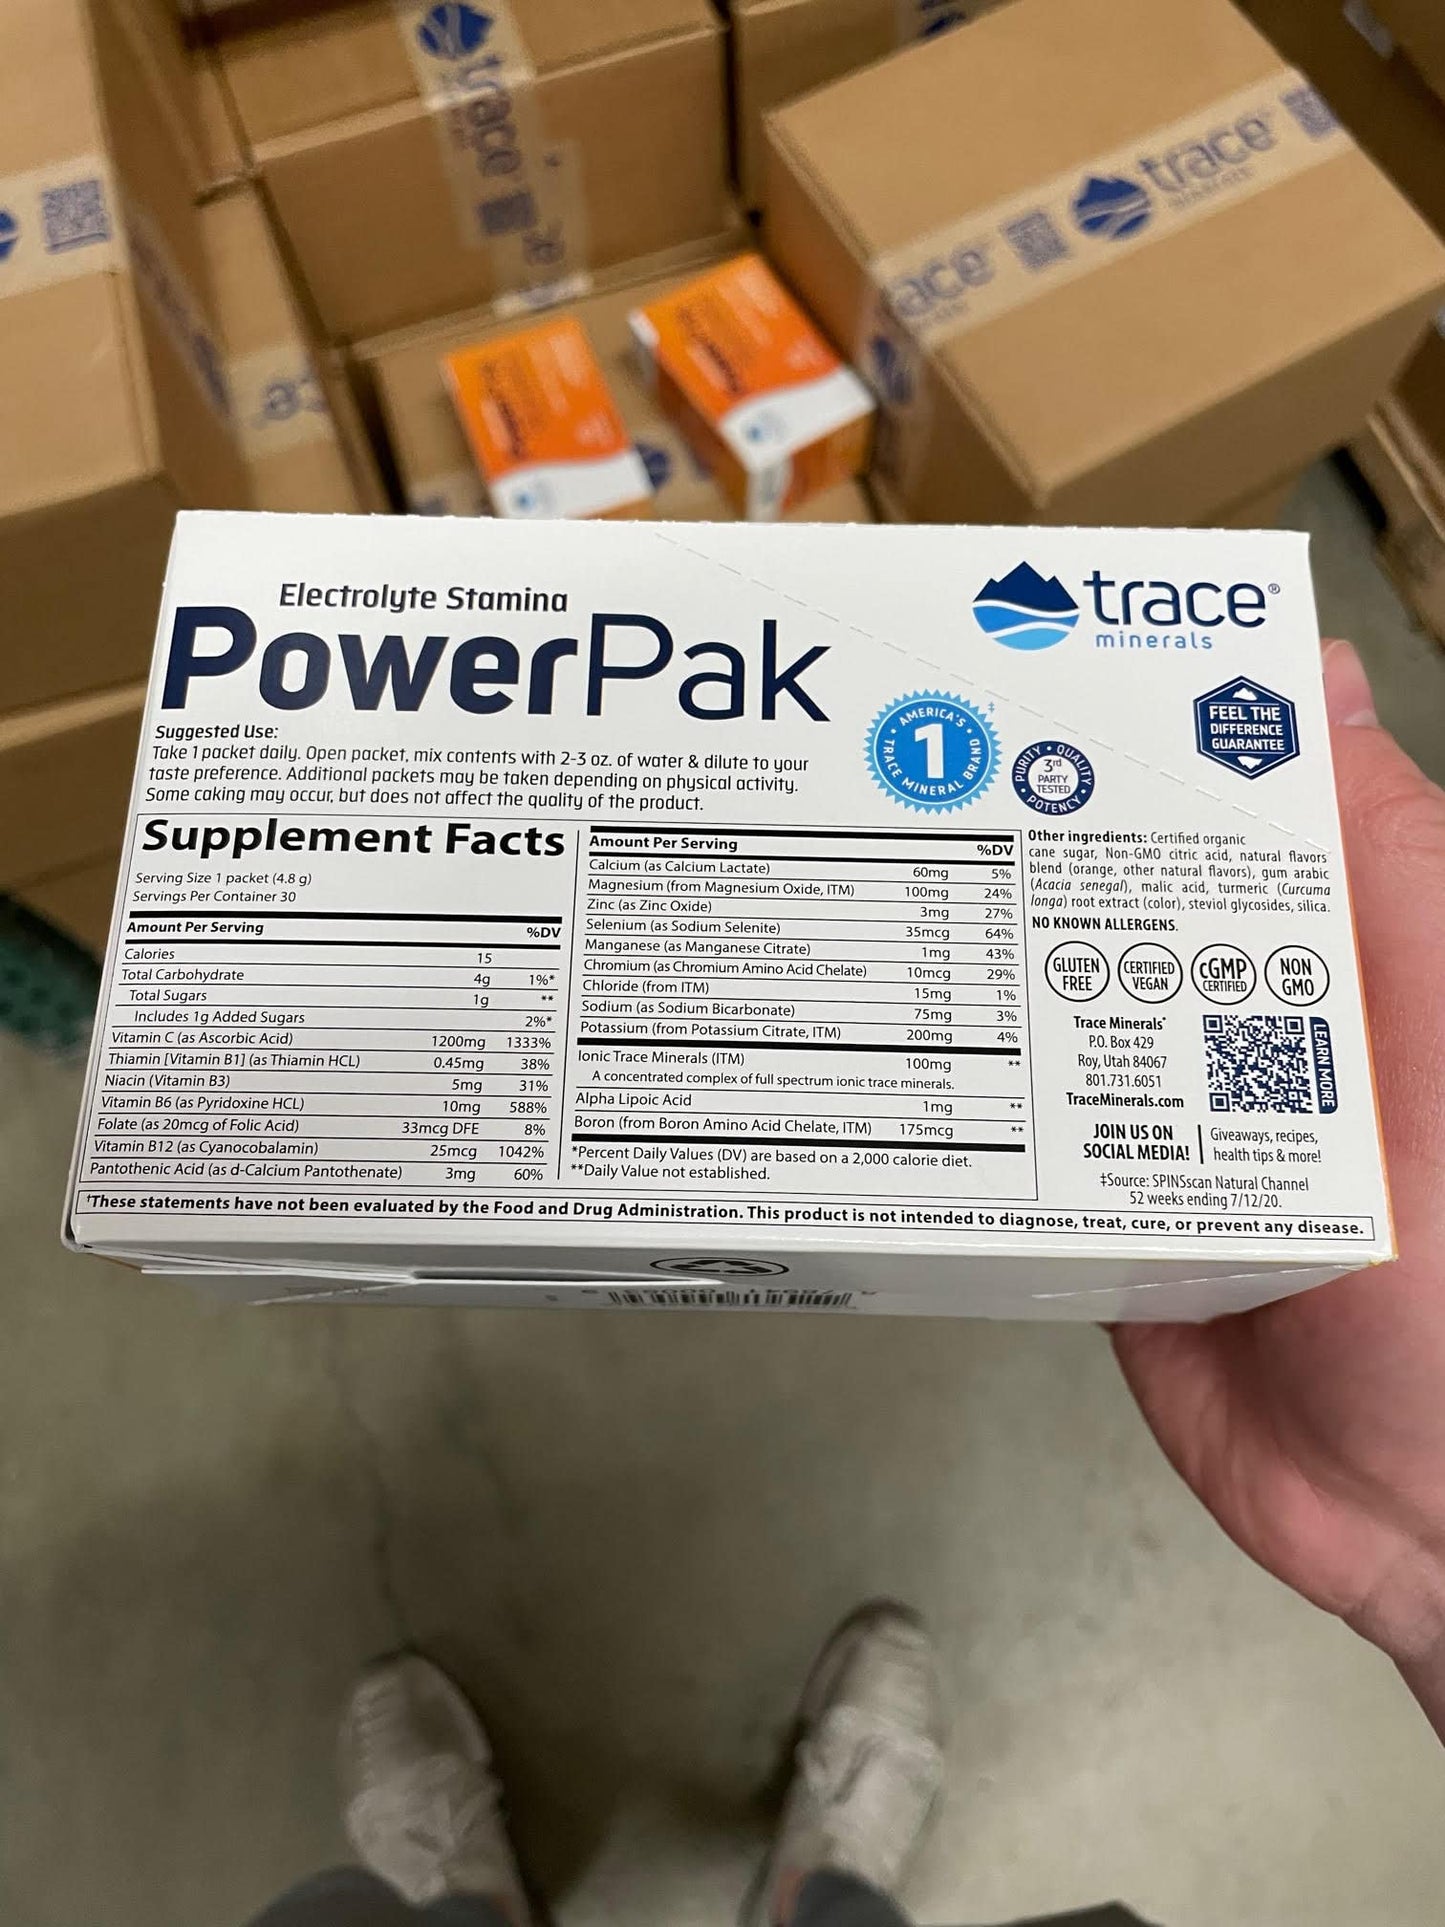 trace
trace
ace
Electrolyte Stamina
PowerPak
trace®
minerals
Suggested Use:
Take 1 packet daily. Open packet, mix contents with 2-3 oz. of water & dilute to your
taste preference. Additional packets may be taken depending on physical activity.
Some caking may occur, but does not affect the quality of the product.
AMERICA'S
1
TRACE MINERAL BRAND
‡
PURITY • QUALITY
3rd
PARTY
TESTED
POTENCY
FEEL THE
DIFFERENCE
GUARANTEE
Supplement Facts
Serving Size 1 packet (4.8 g)
Servings Per Container 30
Amount Per Serving %DV
Calories 15
Total Carbohydrate 4g 1%*
Total Sugars 1g **
Includes 1g Added Sugars 2%*
Vitamin C (as Ascorbic Acid) 1200mg 1333%
Thiamin [Vitamin B1] (as Thiamin HCL) 0.45mg 38%
Niacin (Vitamin B3) 5mg 31%
Vitamin B6 (as Pyridoxine HCL) 10mg 588%
Folate (as 20mcg of Folic Acid) 33mcg DFE 8%
Vitamin B12 (as Cyanocobalamin) 25mcg 1042%
Pantothenic Acid (as d-Calcium Pantothenate) 3mg 60%
Amount Per Serving %DV
Calcium (as Calcium Lactate) 60mg 5%
Magnesium (from Magnesium Oxide, ITM) 100mg 24%
Zinc (as Zinc Oxide) 3mg 27%
Selenium (as Sodium Selenite) 35mcg 64%
Manganese (as Manganese Citrate) 1mg 43%
Chromium (as Chromium Amino Acid Chelate) 10mcg 29%
Chloride (from ITM) 15mg 1%
Sodium (as Sodium Bicarbonate) 75mg 3%
Potassium (from Potassium Citrate, ITM) 200mg 4%
Ionic Trace Minerals (ITM) 100mg **
A concentrated complex of full spectrum ionic trace minerals.
Alpha Lipoic Acid 1mg **
Boron (from Boron Amino Acid Chelate, ITM) 175mcg **
*Percent Daily Values (DV) are based on a 2,000 calorie diet.
**Daily Value not established.
Other ingredients: Certified organic
cane sugar, Non-GMO citric acid, natural flavors
blend (orange, other natural flavors), gum arabic
(Acacia senegal), malic acid, turmeric (Curcuma
longa) root extract (color), steviol glycosides, silica.
NO KNOWN ALLERGENS.
GLUTEN
FREE
CERTIFIED
VEGAN
cGMP
CERTIFIED
NON
GMO
Trace Minerals®
P.O. Box 429
Roy, Utah 84067
801.731.6051
TraceMinerals.com
LEARN MORE
JOIN US ON
SOCIAL MEDIA!
Giveaways, recipes,
health tips & more!
‡Source: SPINSscan Natural Channel
52 weeks ending 7/12/20.
†These statements have not been evaluated by the Food and Drug Administration. This product is not intended to diagnose, treat, cure, or prevent any disease.